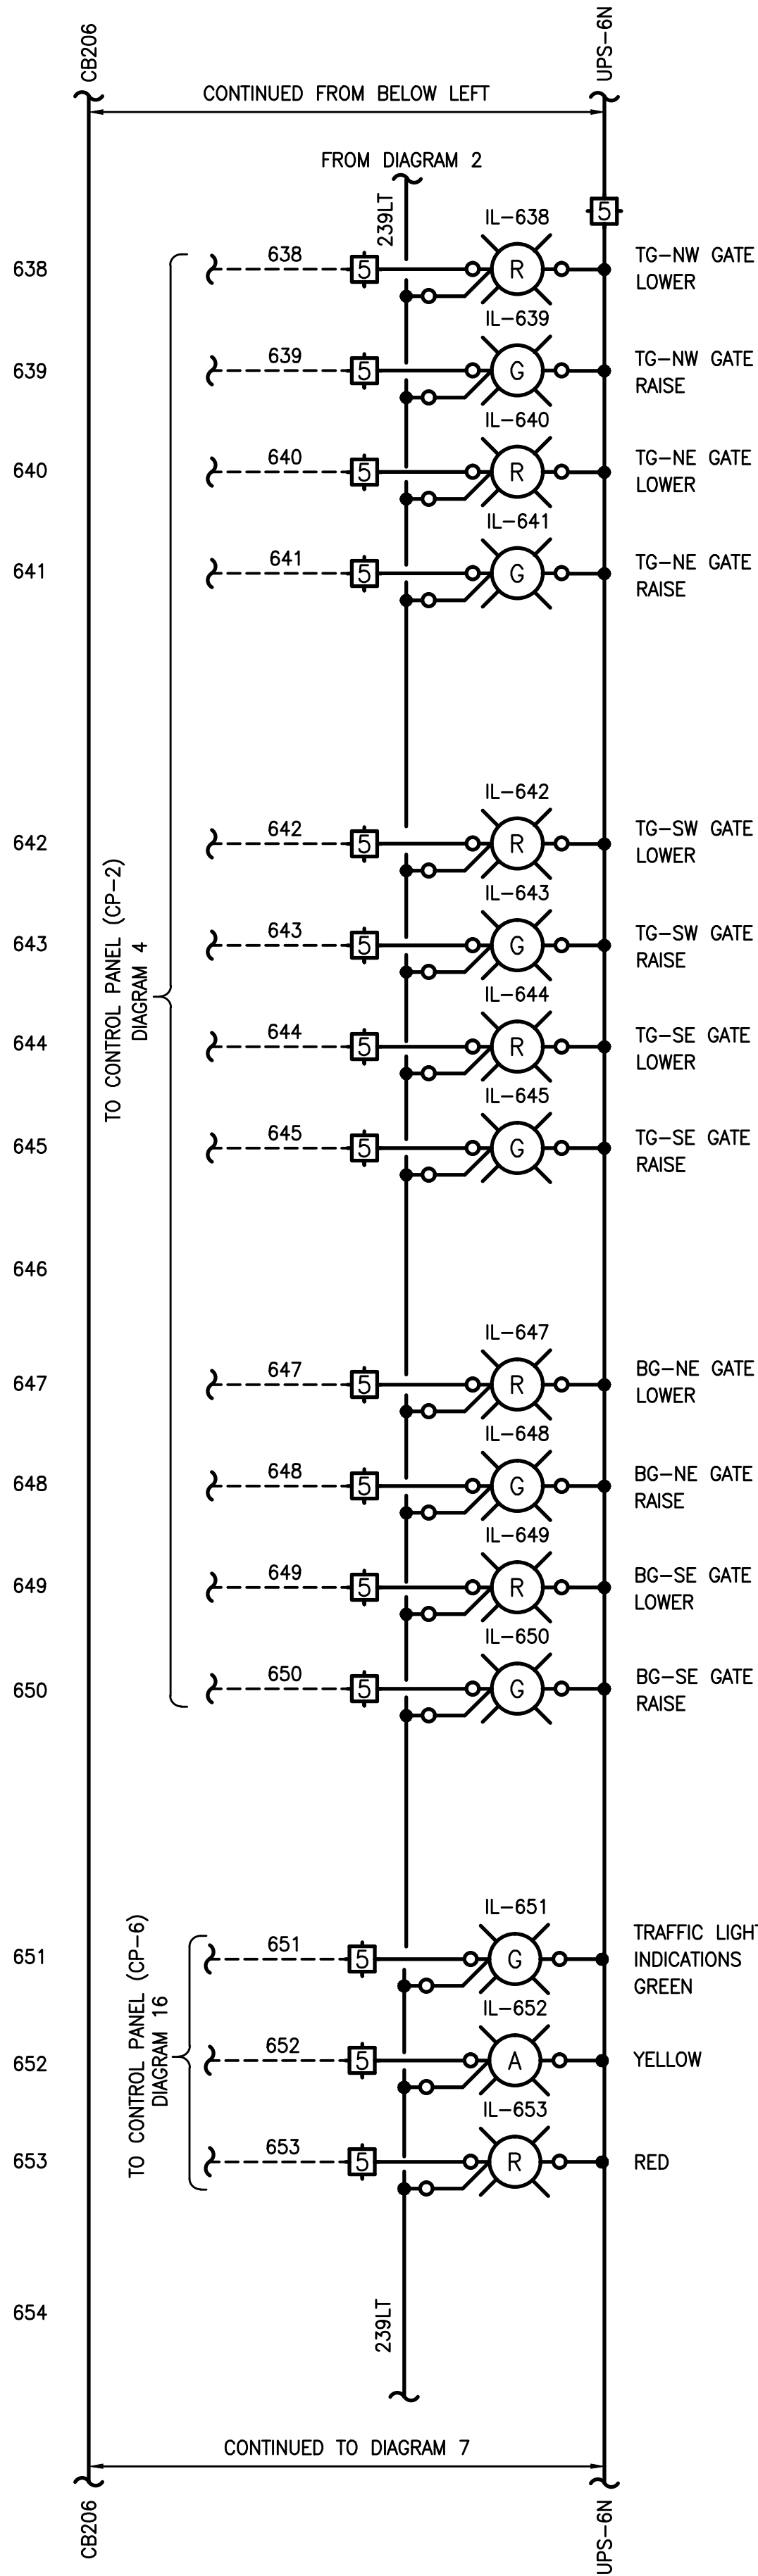 CB206
UPS-6N
CONTINUED FROM BELOW LEFT
FROM DIAGRAM 2
239LT
5
IL-638
638
638
5
R
TG-NW GATE
LOWER
IL-639
639
639
5
G
TG-NW GATE
RAISE
IL-640
640
640
5
R
TG-NE GATE
LOWER
IL-641
641
641
5
G
TG-NE GATE
RAISE
IL-642
642
642
5
R
TG-SW GATE
LOWER
TO CONTROL PANEL (CP-2)
DIAGRAM 4
IL-643
643
643
5
G
TG-SW GATE
RAISE
IL-644
644
644
5
R
TG-SE GATE
LOWER
IL-645
645
645
5
G
TG-SE GATE
RAISE
646
IL-647
647
647
5
R
BG-NE GATE
LOWER
IL-648
648
648
5
G
BG-NE GATE
RAISE
IL-649
649
649
5
R
BG-SE GATE
LOWER
IL-650
650
650
5
G
BG-SE GATE
RAISE
TO CONTROL PANEL (CP-6)
DIAGRAM 16
IL-651
651
651
5
G
TRAFFIC LIGHT
INDICATIONS
GREEN
IL-652
652
652
5
A
YELLOW
IL-653
653
653
5
R
RED
654
239LT
CONTINUED TO DIAGRAM 7
CB206
UPS-6N